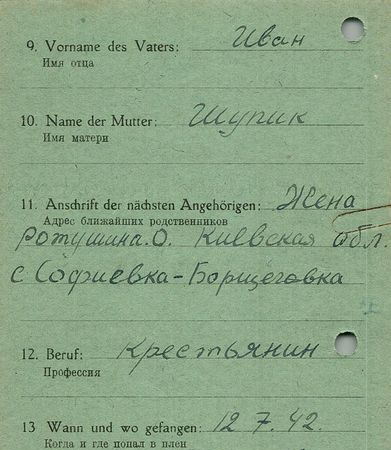 9. Vorname des Vaters: Иван
Имя отца
10. Name der Mutter: Шупик
Имя матери
11. Anschrift der nächsten Angehörigen: Жена
Адрес ближайших родственников
Ротушина. О. Киевская обл.
с Софиевка-Борщеговка
12. Beruf: Крестьянин
Профессия
13 Wann und wo gefangen: 12 7. 42.
Когда и где попал в плен